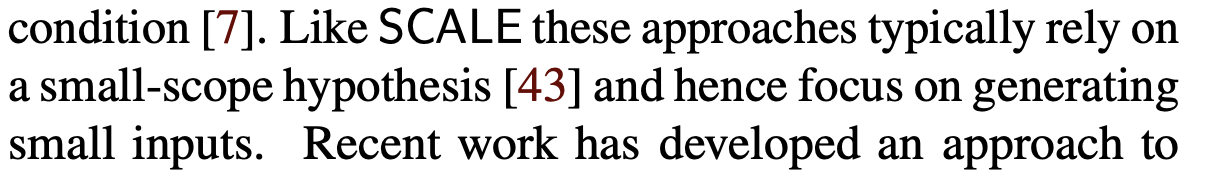 condition [7]. Like SCALE these approaches typically rely on
a small-scope hypothesis [43] and hence focus on generating
small inputs. Recent work has developed an approach to